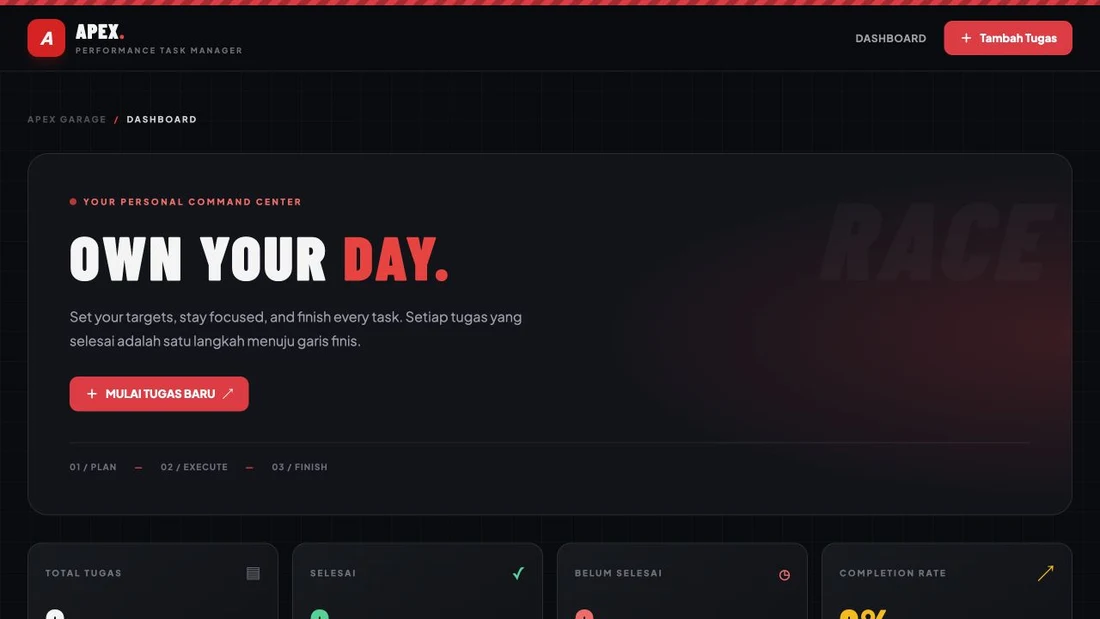 A
APEX.
PERFORMANCE TASK MANAGER
DASHBOARD
+ Tambah Tugas
APEX GARAGE / DASHBOARD
YOUR PERSONAL COMMAND CENTER
RACE
OWN YOUR DAY.
Set your targets, stay focused, and finish every task. Setiap tugas yang
selesai adalah satu langkah menuju garis finis.
+ MULAI TUGAS BARU ↗
01 / PLAN — 02 / EXECUTE — 03 / FINISH
TOTAL TUGAS
SELESAI
BELUM SELESAI
COMPLETION RATE